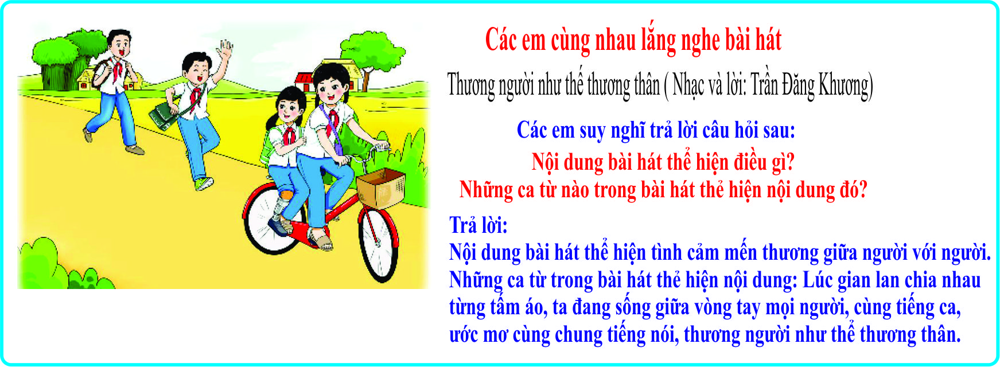 Các em cùng nhau lắng nghe bài hát
Thương người như thế thương thân ( Nhạc và lời: Trần Đăng Khương)
Các em suy nghĩ trả lời câu hỏi sau:
Nội dung bài hát thể hiện điều gì?
Những ca từ nào trong bài hát thẻ hiện nội dung đó?
Trả lời:
Nội dung bài hát thể hiện tình cảm mến thương giữa người với người.
Những ca từ trong bài hát thẻ hiện nội dung: Lúc gian lan chia nhau
từng tấm áo, ta đang sống giữa vòng tay mọi người, cùng tiếng ca,
ước mơ cùng chung tiếng nói, thương người như thể thương thân.